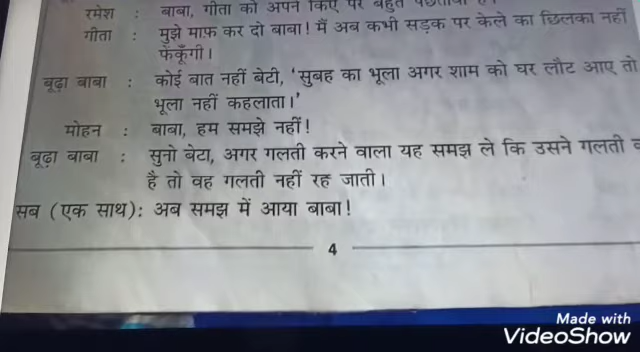 रमेश : बाबा, गीता को अपने किए पर बहुत
गीता : मुझे माफ़ कर दो बाबा! मैं अब कभी सड़क पर केले का छिलका नहीं
फेंकूँगी।
बूढ़ा बाबा : कोई बात नहीं बेटी, 'सुबह का भूला अगर शाम को घर लौट आए तो
भूला नहीं कहलाता।'
मोहन : बाबा, हम समझे नहीं!
बूढ़ा बाबा : सुनो बेटा, अगर गलती करने वाला यह समझ ले कि उसने गलती
है तो वह गलती नहीं रह जाती।
सब (एक साथ): अब समझ में आया बाबा!
4
Made with
VideoShow